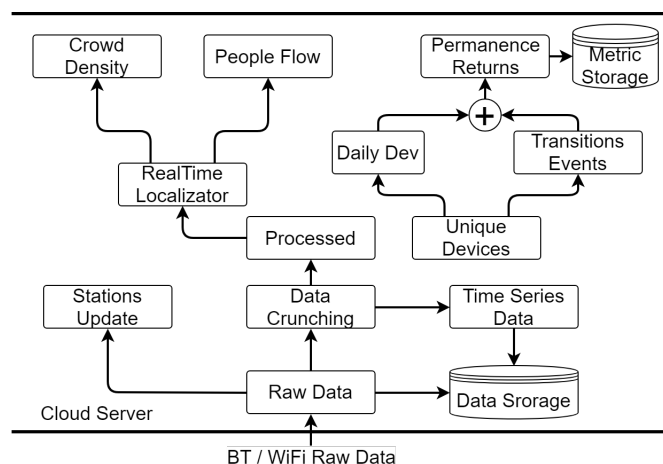 Crowd
Density
People Flow
Permanence
Returns
Metric
Storage
+
Daily Dev
Transitions
Events
RealTime
Localizator
Unique
Devices
Processed
Stations
Update
Data
Crunching
Time Series
Data
Raw Data
Data Srorage
Cloud Server
BT / WiFi Raw Data